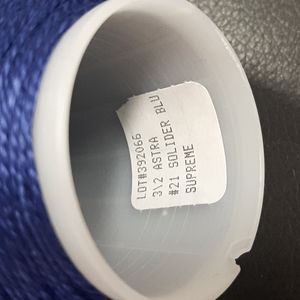 LOT#392066
3\2 ASTRA
#21 SOLIDER BLU
SUPREME